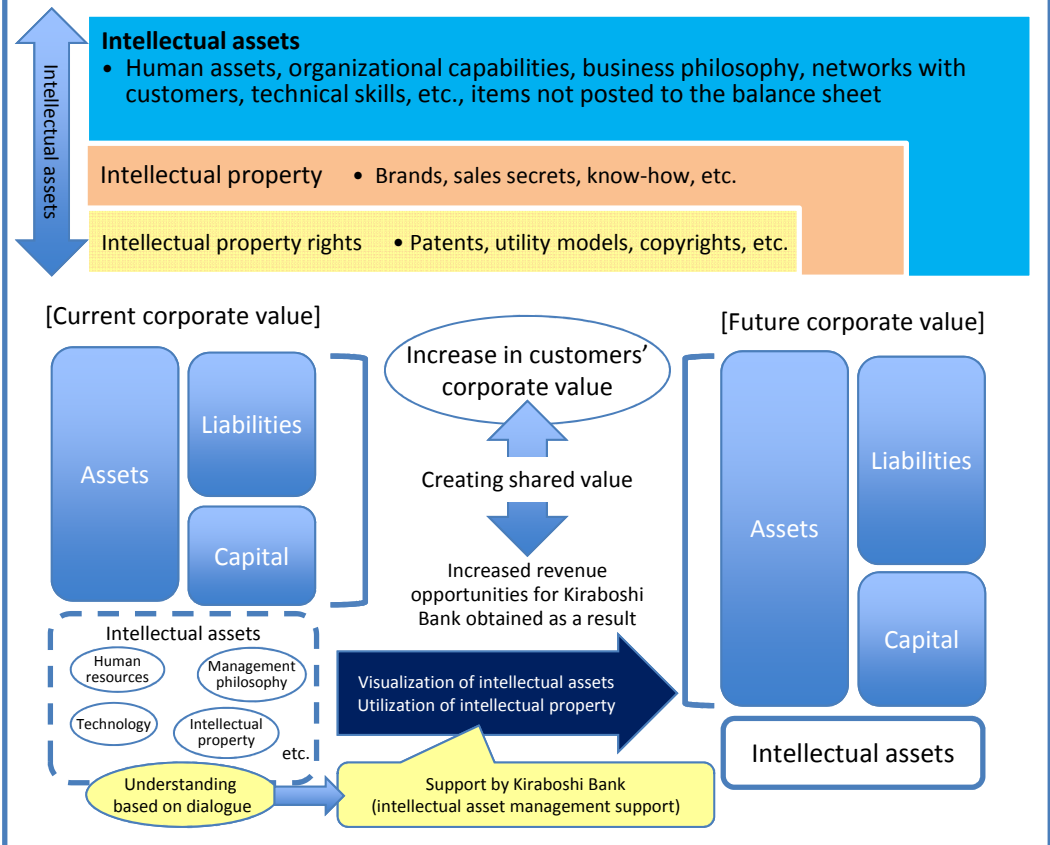 Intellectual assets
Intellectual assets
• Human assets, organizational capabilities, business philosophy, networks with
customers, technical skills, etc., items not posted to the balance sheet
Intellectual property • Brands, sales secrets, know-how, etc.
Intellectual property rights • Patents, utility models, copyrights, etc.
[Current corporate value]
Assets
Liabilities
Capital
Intellectual assets
Human
resources
Management
philosophy
Technology
Intellectual
property
etc.
Understanding
based on dialogue
Increase in customers’
corporate value
Creating shared value
Increased revenue
opportunities for Kiraboshi
Bank obtained as a result
Visualization of intellectual assets
Utilization of intellectual property
Support by Kiraboshi Bank
(intellectual asset management support)
[Future corporate value]
Assets
Liabilities
Capital
Intellectual assets